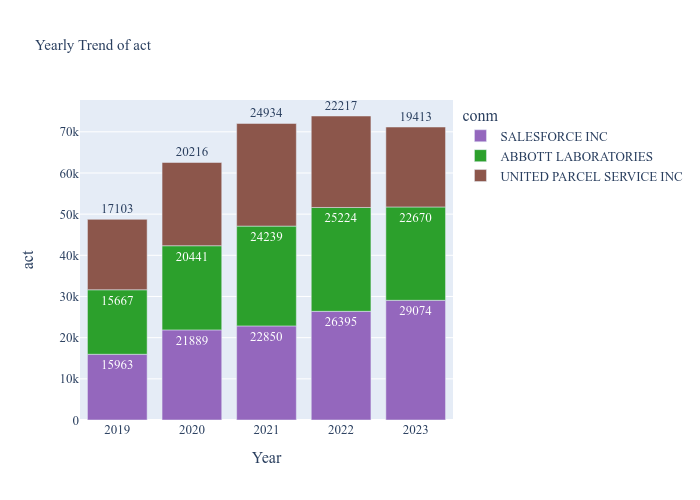 Yearly Trend of act
conm
SALESFORCE INC
ABBOTT LABORATORIES
UNITED PARCEL SERVICE INC
17103
20216
24934
22217
19413
15667
20441
24239
25224
22670
15963
21889
22850
26395
29074
70k
60k
50k
40k
30k
20k
10k
0
act
2019 2020 2021 2022 2023
Year